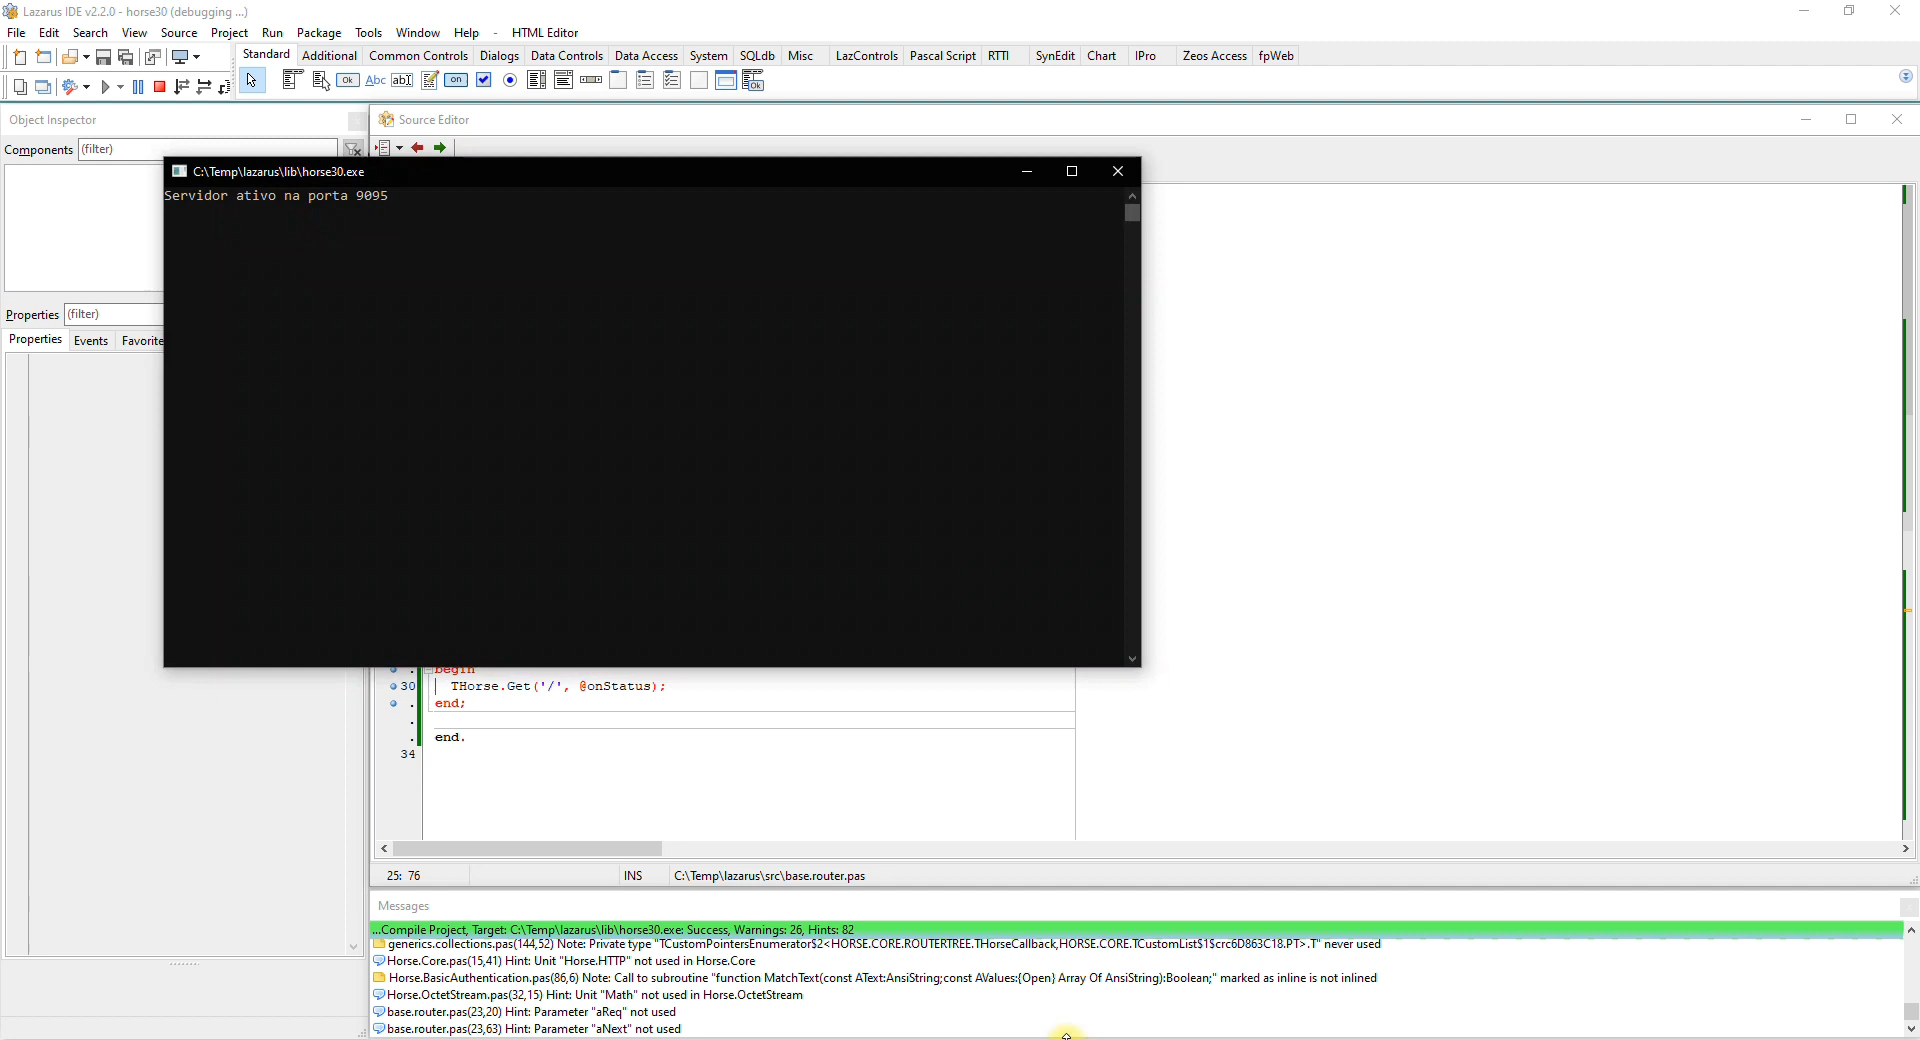 Lazarus IDE v2.2.0 - horse30 (debugging ...)
File Edit Search View Source Project Run Package Tools Window Help - HTML Editor
Standard Additional Common Controls Dialogs Data Controls Data Access System SQLdb Misc LazControls Pascal Script RTTI SynEdit Chart IPro Zeos Access fpWeb
Ok Abc ab on Ok
Object Inspector
Source Editor
Components (filter)
C:\Temp\lazarus\lib\horse30.exe
Servidor ativo na porta 9095
Properties (filter)
Properties Events Favorite
begin
30 THorse.Get('/', @onStatus);
end;
end.
34
25: 76 INS C:\Temp\lazarus\src\base.router.pas
Messages
...Compile Project, Target: C:\Temp\lazarus\lib\horse30.exe: Success, Warnings: 26, Hints: 82
generics.collections.pas(144,52) Note: Private type "TCustomPointersEnumerator$2<HORSE.CORE.ROUTERTREE.THorseCallback,HORSE.CORE.TCustomList$1$crc6D863C18.PT>.T" never used
Horse.Core.pas(15,41) Hint: Unit "Horse.HTTP" not used in Horse.Core
Horse.BasicAuthentication.pas(86,6) Note: Call to subroutine "function MatchText(const AText:AnsiString;const AValues:{Open} Array Of AnsiString):Boolean;" marked as inline is not inlined
Horse.OctetStream.pas(32,15) Hint: Unit "Math" not used in Horse.OctetStream
base.router.pas(23,20) Hint: Parameter "aReq" not used
base.router.pas(23,63) Hint: Parameter "aNext" not used